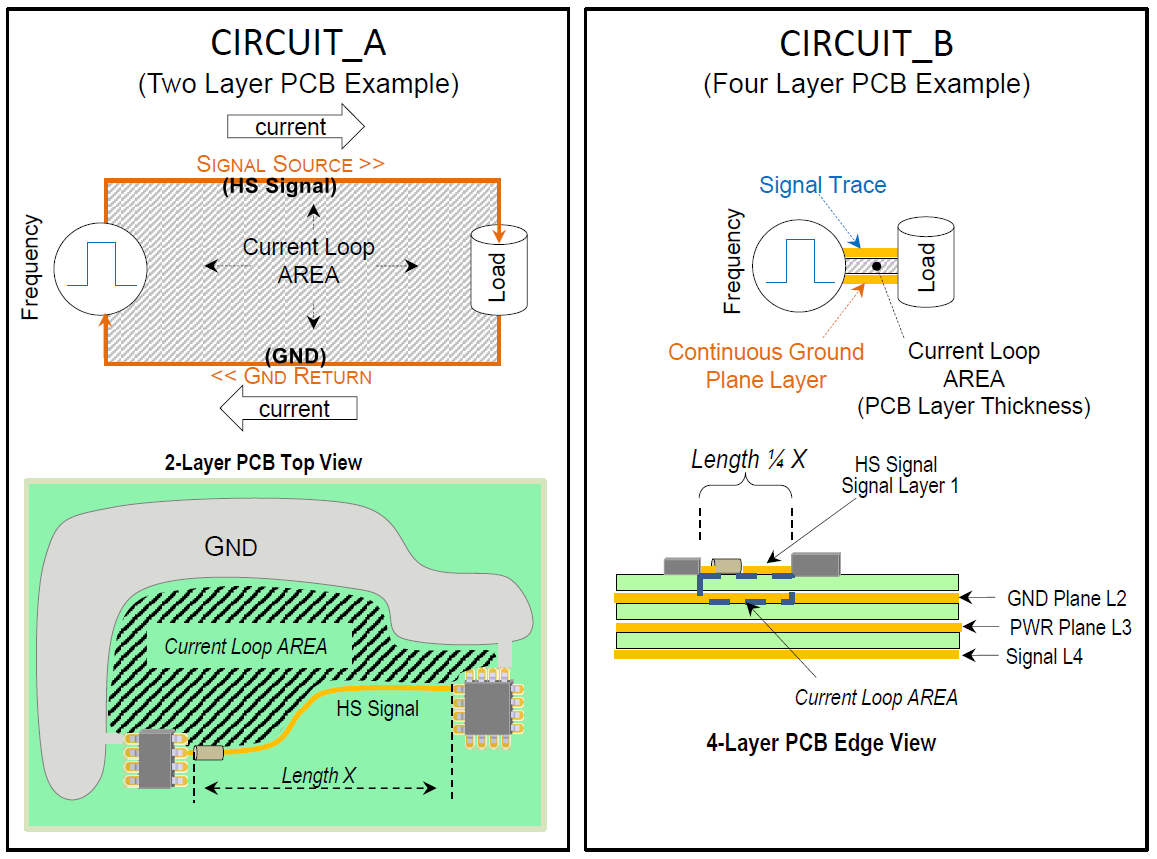 CIRCUIT_A
(Two Layer PCB Example)
current
SIGNAL SOURCE >>
(HS Signal)
Frequency
Current Loop
AREA
Load
(GND)
<< GND RETURN
current
2-Layer PCB Top View
GND
Current Loop AREA
HS Signal
Length X
CIRCUIT_B
(Four Layer PCB Example)
Signal Trace
Frequency
Load
Continuous Ground
Plane Layer
Current Loop
AREA
(PCB Layer Thickness)
Length ¼ X
HS Signal
Signal Layer 1
GND Plane L2
PWR Plane L3
Signal L4
Current Loop AREA
4-Layer PCB Edge View